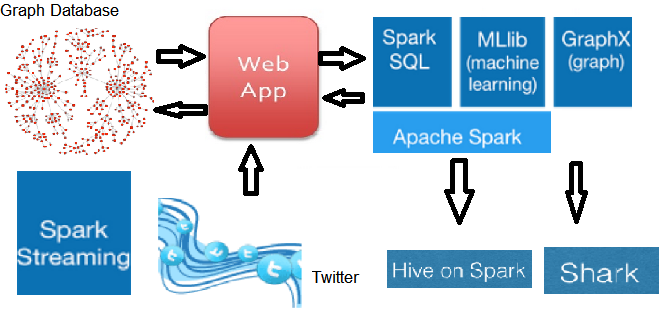 Graph Database
Web
App
Spark
SQL
MLlib
(machine
learning)
GraphX
(graph)
Apache Spark
Spark
Streaming
Twitter
Hive on Spark
Shark